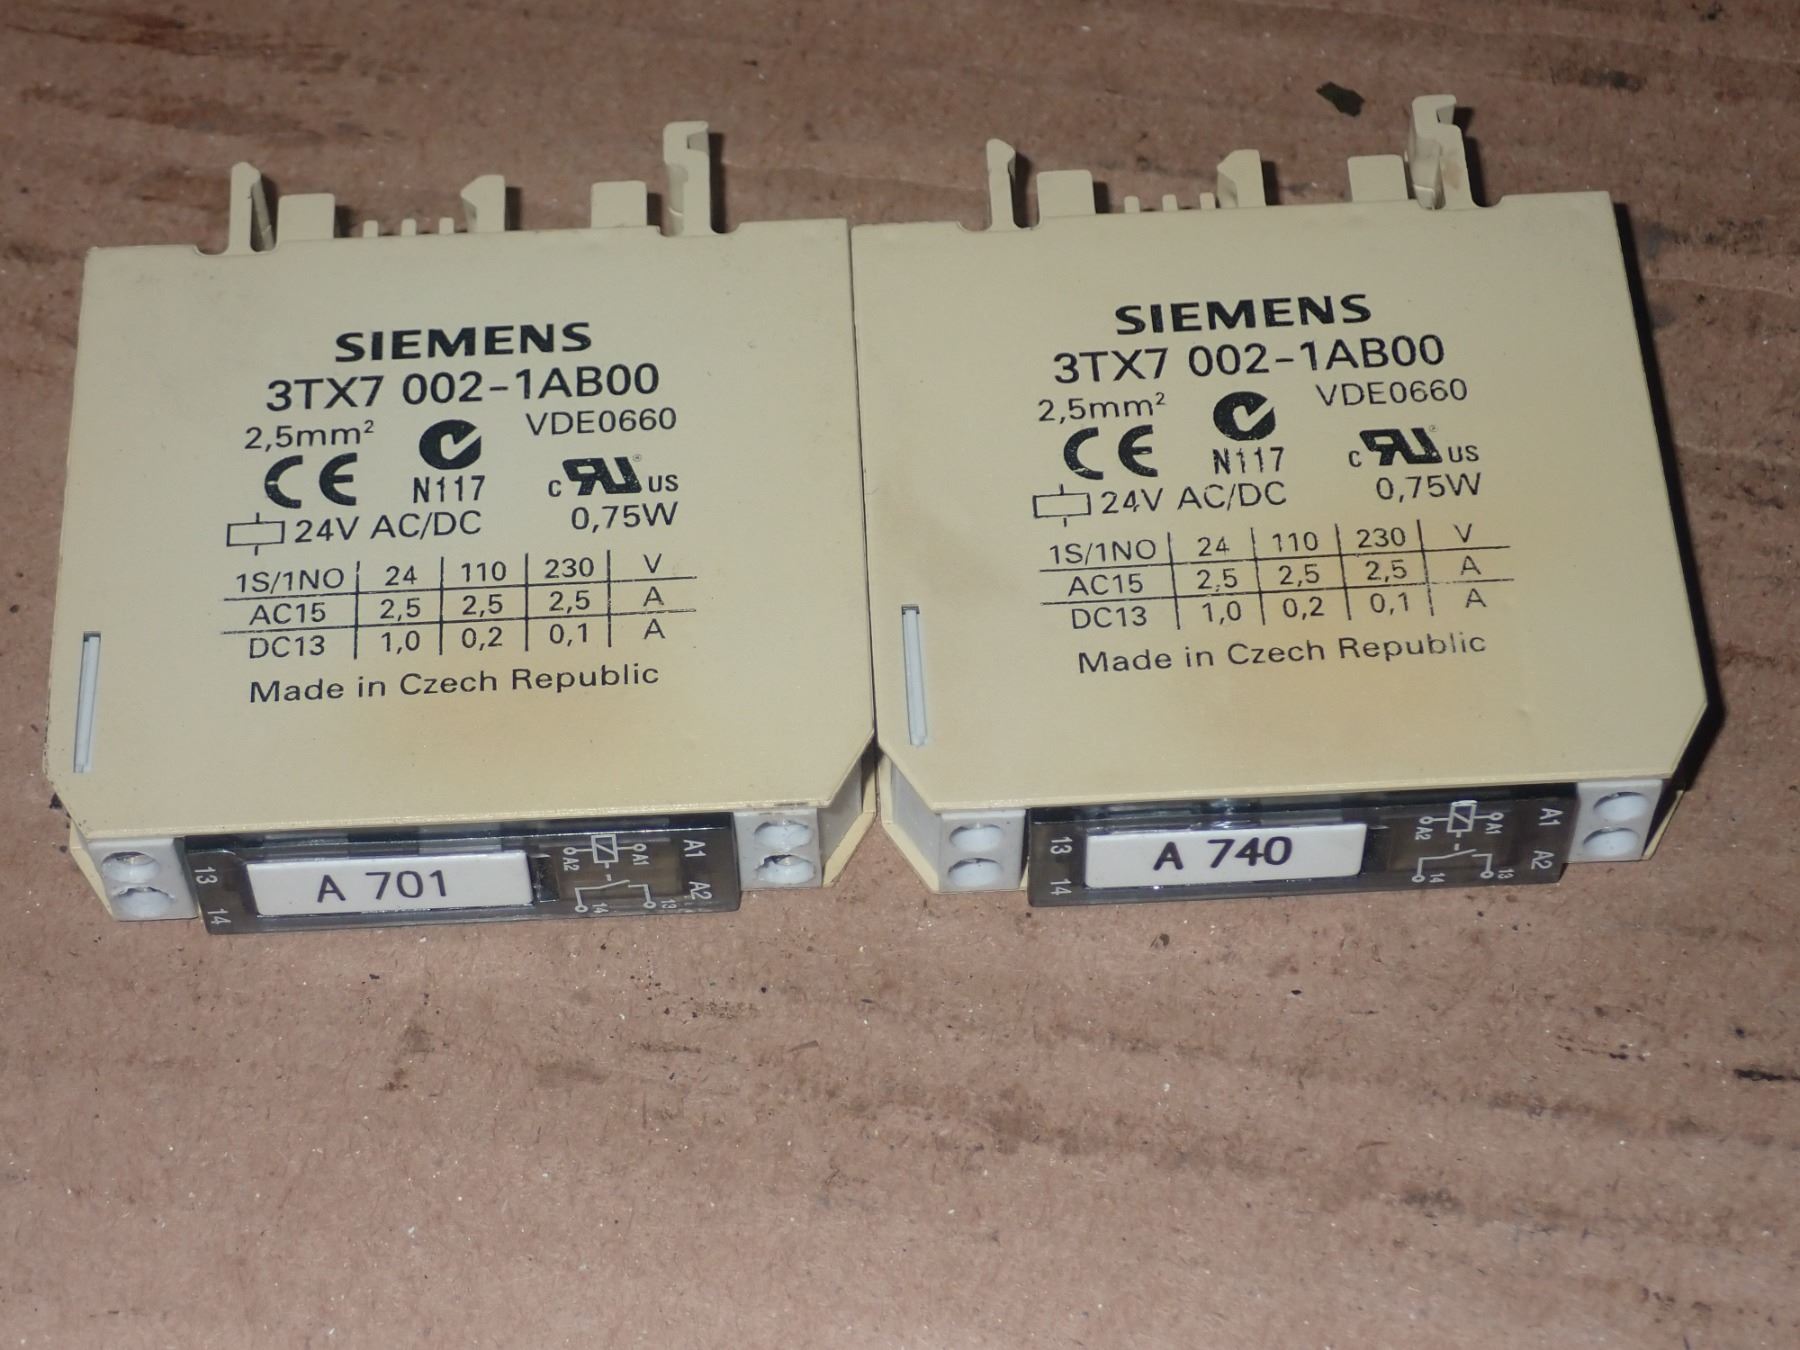 SIEMENS
3TX7 002-1AB00
2,5mm² VDE0660
CE N117 c RU® US
24V AC/DC 0,75W
1S/1NO 24 110 230 V
AC15 2,5 2,5 2,5 A
DC13 1,0 0,2 0,1 A
Made in Czech Republic
13 14
A 701
A2 A1
14 13
A1 A2
SIEMENS
3TX7 002-1AB00
2,5mm² VDE0660
CE N117 c RU® US
24V AC/DC 0,75W
1S/1NO 24 110 230 V
AC15 2,5 2,5 2,5 A
DC13 1,0 0,2 0,1 A
Made in Czech Republic
13 14
A 740
A2 A1
14 13
A1 A2